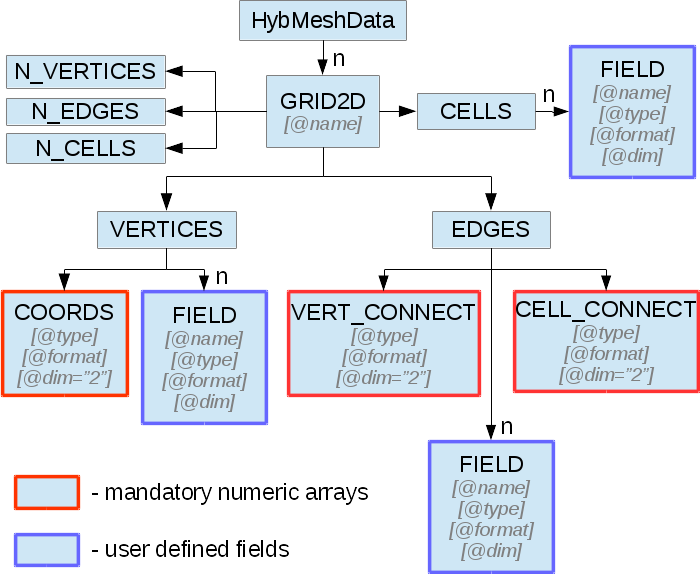 HybMeshData
n
N_VERTICES
N_EDGES
N_CELLS
GRID2D
[@name]
CELLS
n
FIELD
[@name]
[@type]
[@format]
[@dim]
VERTICES
EDGES
COORDS
[@type]
[@format]
[@dim="2"]
n
FIELD
[@name]
[@type]
[@format]
[@dim]
VERT_CONNECT
[@type]
[@format]
[@dim="2"]
CELL_CONNECT
[@type]
[@format]
[@dim="2"]
n
FIELD
[@name]
[@type]
[@format]
[@dim]
- mandatory numeric arrays
- user defined fields